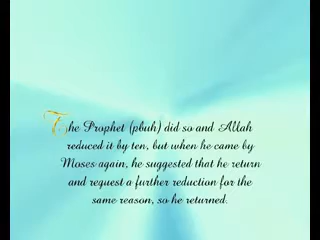 The Prophet (pbuh) did so and Allah
reduced it by ten, but when he came by
Moses again, he suggested that he return
and request a further reduction for the
same reason, so he returned.